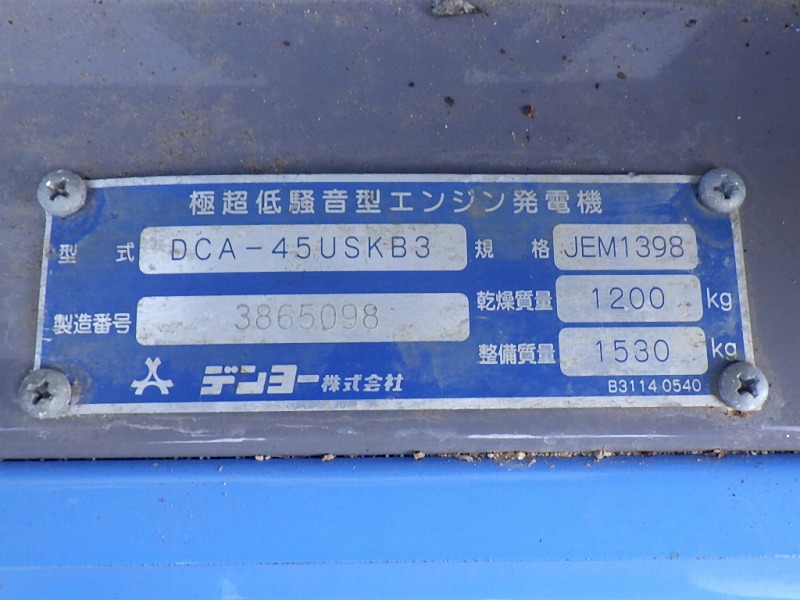 極超低騒音型エンジン発電機
型式 DCA-45USKB3 規格 JEM1398
製造番号 3865098 乾燥質量 1200 kg
整備質量 1530 kg
デンヨー株式会社 B3114 0540